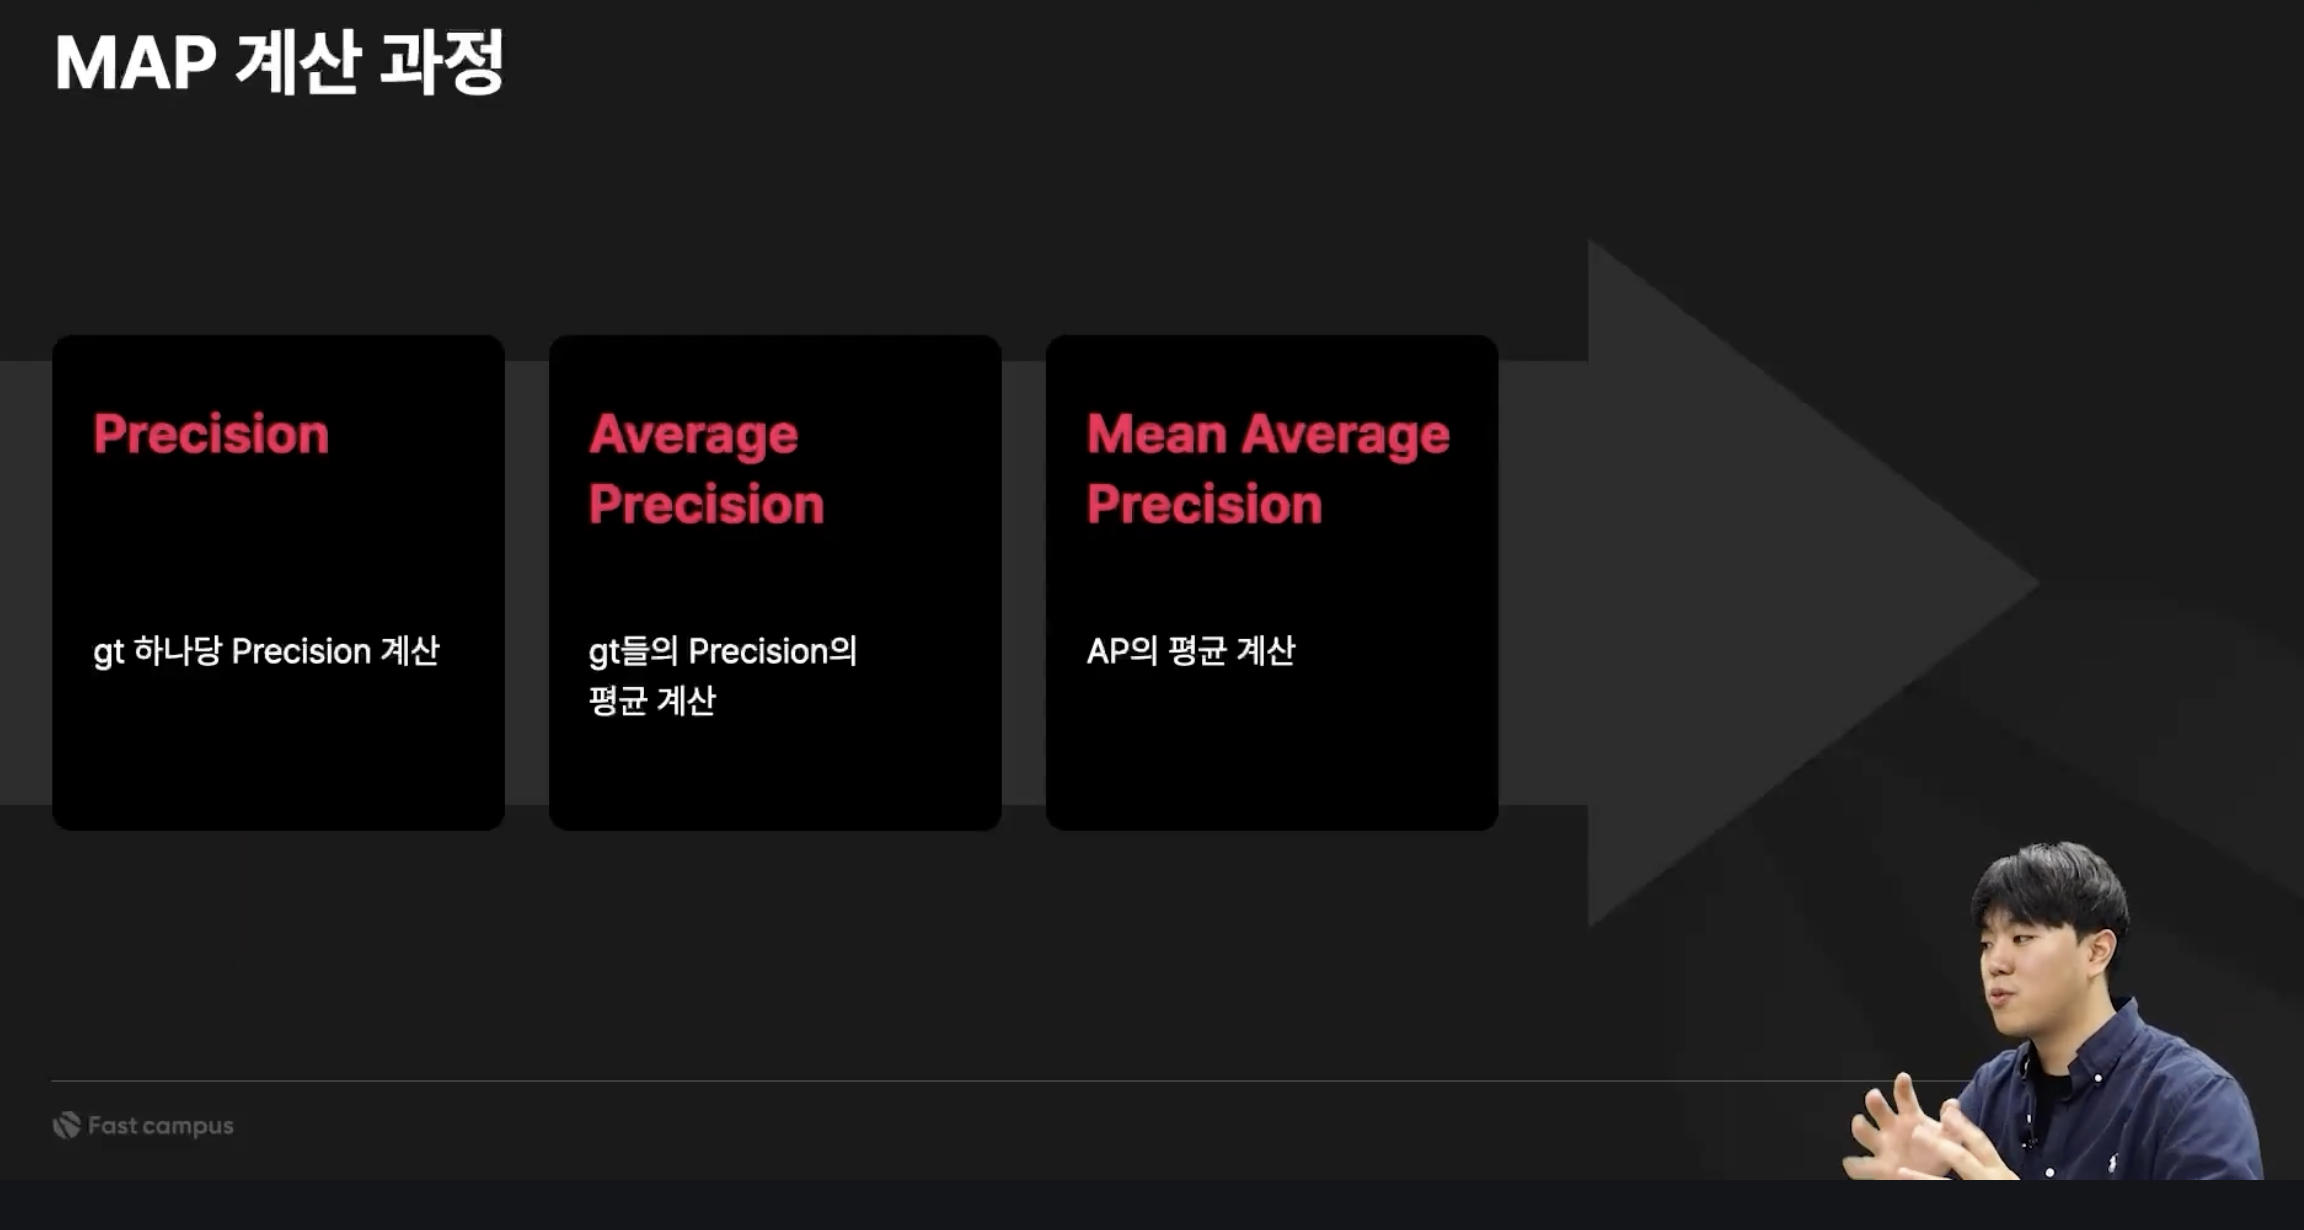 MAP 계산 과정
Precision
gt 하나당 Precision 계산
Average
Precision
gt들의 Precision의
평균 계산
Mean Average
Precision
AP의 평균 계산
Fast campus